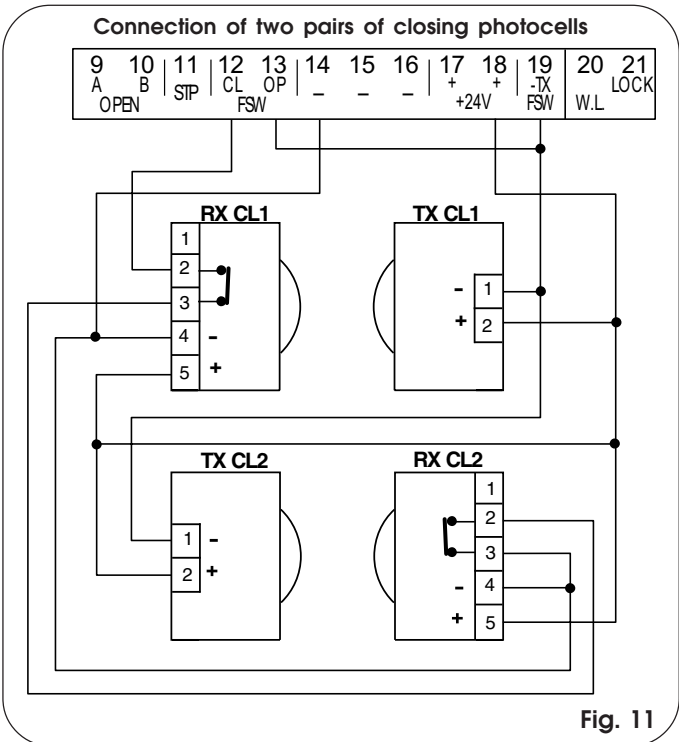 Connection of two pairs of closing photocells
9 10 11 12 13 14 15 16 17 18 19 20 21
A B STP CL OP – – – + + -TX W.L LOCK
OPEN FSW +24V FSW
RX CL1 TX CL1
1
2
3
4 -
5 +
- 1
+ 2
TX CL2 RX CL2
1 -
2 +
1
2
3
- 4
+ 5
Fig. 11